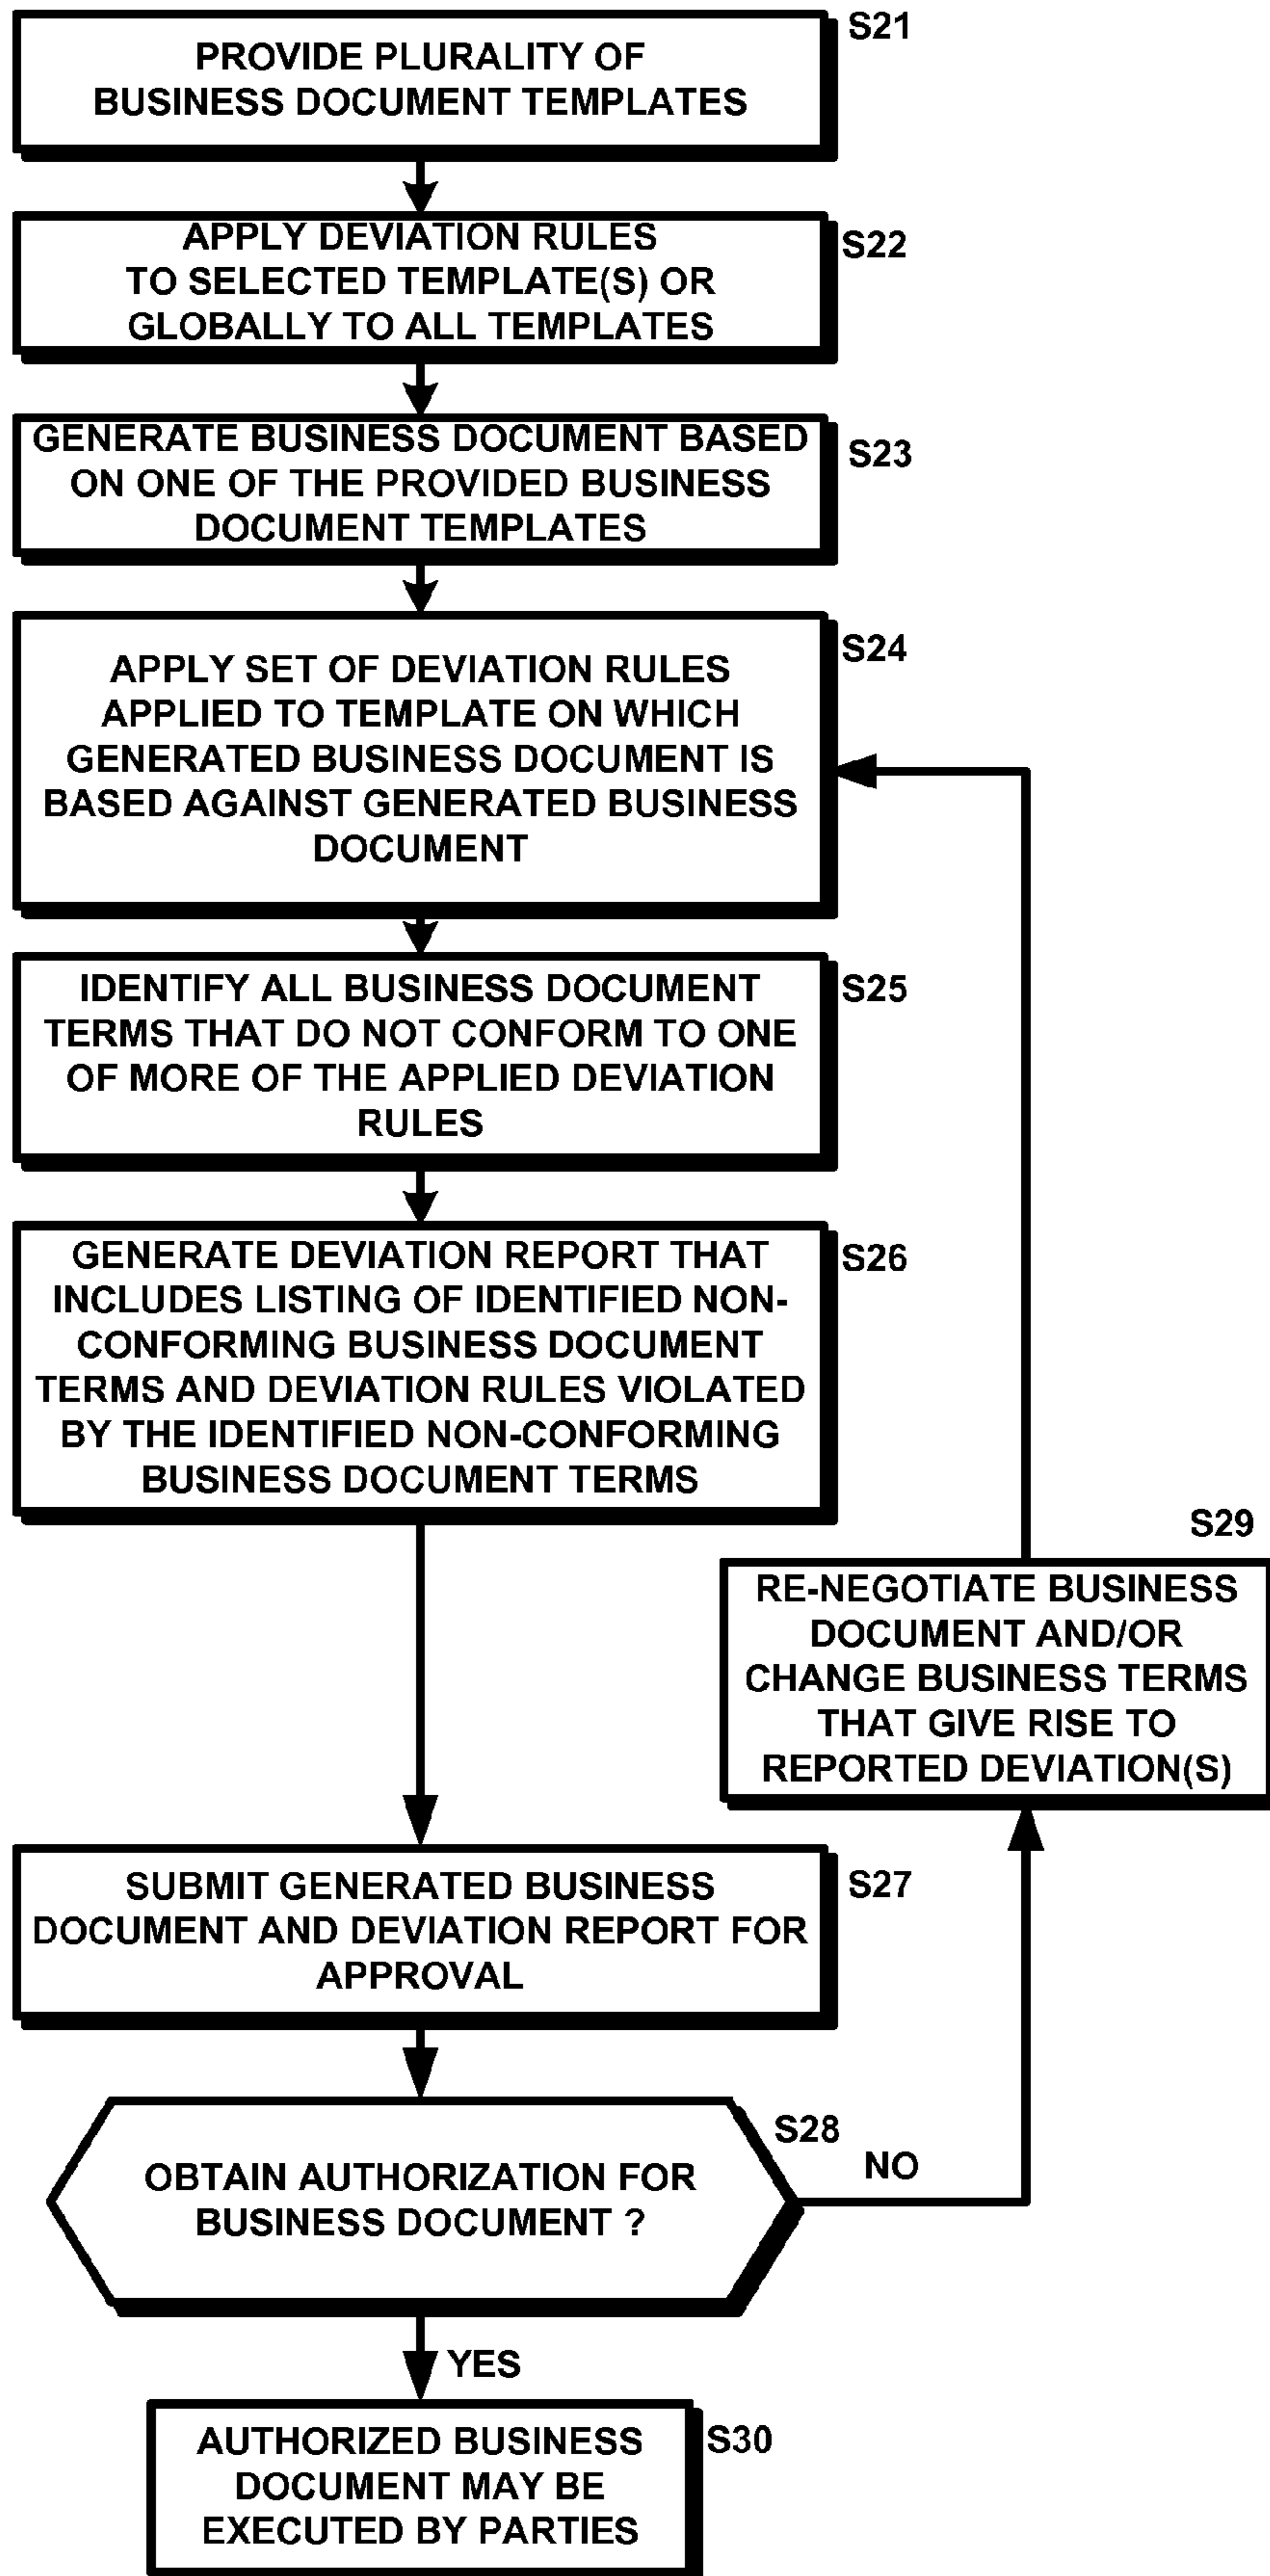 S21
PROVIDE PLURALITY OF
BUSINESS DOCUMENT TEMPLATES
S22
APPLY DEVIATION RULES
TO SELECTED TEMPLATE(S) OR
GLOBALLY TO ALL TEMPLATES
S23
GENERATE BUSINESS DOCUMENT BASED
ON ONE OF THE PROVIDED BUSINESS
DOCUMENT TEMPLATES
S24
APPLY SET OF DEVIATION RULES
APPLIED TO TEMPLATE ON WHICH
GENERATED BUSINESS DOCUMENT IS
BASED AGAINST GENERATED BUSINESS
DOCUMENT
S25
IDENTIFY ALL BUSINESS DOCUMENT
TERMS THAT DO NOT CONFORM TO ONE
OF MORE OF THE APPLIED DEVIATION
RULES
S26
GENERATE DEVIATION REPORT THAT
INCLUDES LISTING OF IDENTIFIED NON-
CONFORMING BUSINESS DOCUMENT
TERMS AND DEVIATION RULES VIOLATED
BY THE IDENTIFIED NON-CONFORMING
BUSINESS DOCUMENT TERMS
S29
RE-NEGOTIATE BUSINESS
DOCUMENT AND/OR
CHANGE BUSINESS TERMS
THAT GIVE RISE TO
REPORTED DEVIATION(S)
S27
SUBMIT GENERATED BUSINESS
DOCUMENT AND DEVIATION REPORT FOR
APPROVAL
S28
NO
OBTAIN AUTHORIZATION FOR
BUSINESS DOCUMENT ?
YES
S30
AUTHORIZED BUSINESS
DOCUMENT MAY BE
EXECUTED BY PARTIES